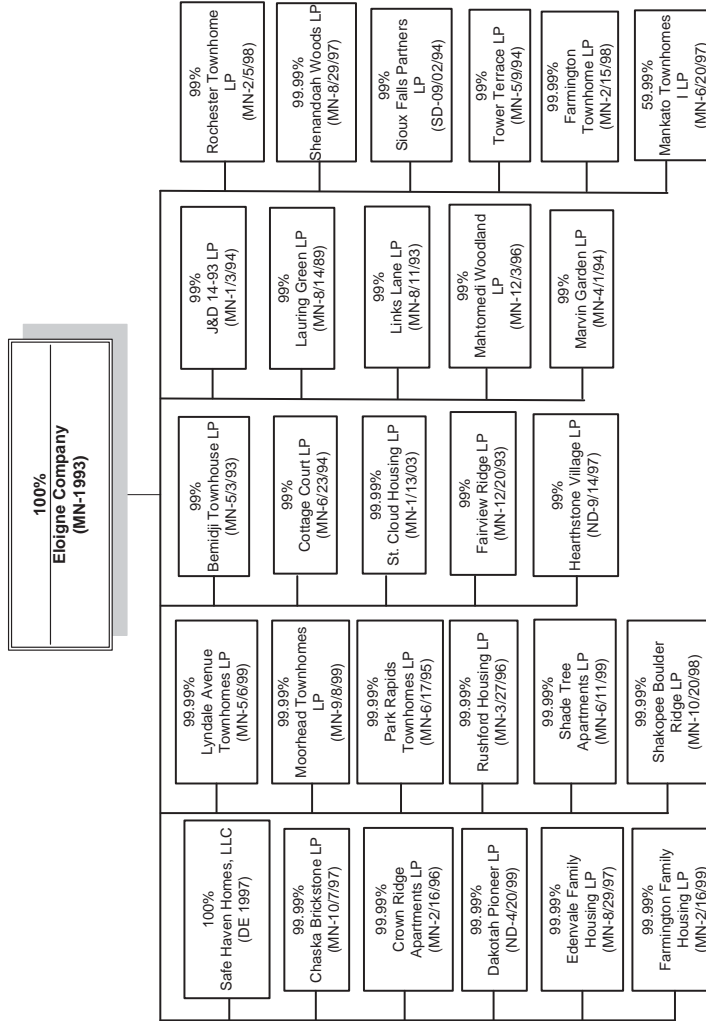 100%
Eloigne Company
(MN-1993)
100%
Safe Haven Homes, LLC
(DE 1997)
99.99%
Chaska Brickstone LP
(MN-10/7/97)
99.99%
Crown Ridge
Apartments LP
(MN-2/16/96)
99.99%
Dakotah Pioneer LP
(ND-4/20/99)
99.99%
Edenvale Family
Housing LP
(MN-8/29/97)
99.99%
Farmington Family
Housing LP
(MN-2/16/99)
99.99%
Lyndale Avenue
Townhomes LP
(MN-5/6/99)
99.99%
Moorhead Townhomes
LP
(MN-9/8/99)
99.99%
Park Rapids
Townhomes LP
(MN-6/17/95)
99.99%
Rushford Housing LP
(MN-3/27/96)
99.99%
Shade Tree
Apartments LP
(MN-6/11/99)
99.99%
Shakopee Boulder
Ridge LP
(MN-10/20/98)
99%
Bemidji Townhouse LP
(MN-5/3/93)
99%
Cottage Court LP
(MN-6/23/94)
99.99%
St. Cloud Housing LP
(MN-1/13/03)
99%
Fairview Ridge LP
(MN-12/20/93)
99%
Hearthstone Village LP
(ND-9/14/97)
99%
J&D 14-93 LP
(MN-1/3/94)
99%
Lauring Green LP
(MN-8/14/89)
99%
Links Lane LP
(MN-8/11/93)
99%
Mahtomedi Woodland
LP
(MN-12/3/96)
99%
Marvin Garden LP
(MN-4/1/94)
99%
Rochester Townhome
LP
(MN-2/5/98)
99.99%
Shenandoah Woods LP
(MN-8/29/97)
99%
Sioux Falls Partners
LP
(SD-09/02/94)
99%
Tower Terrace LP
(MN-5/9/94)
99.99%
Farmington
Townhome LP
(MN-2/15/98)
59.99%
Mankato Townhomes
I LP
(MN-6/20/97)